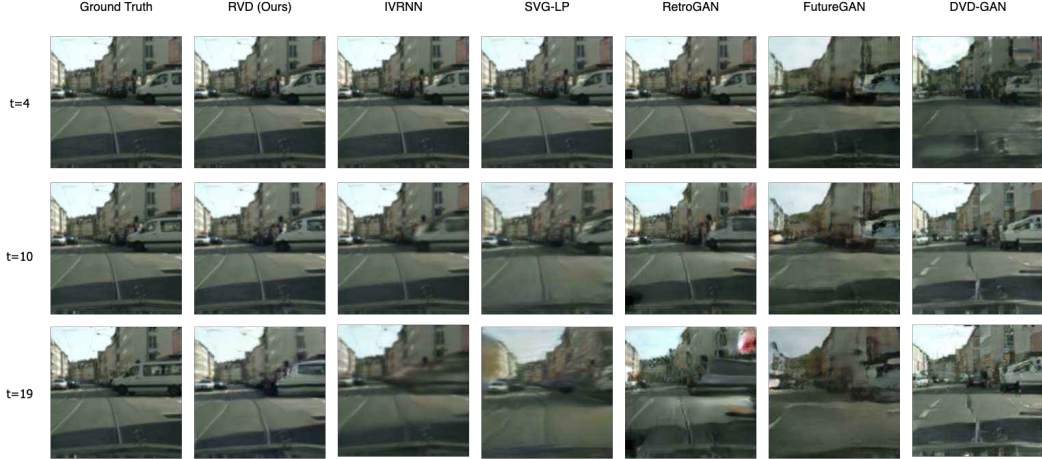 Ground Truth RVD (Ours) IVRNN SVG-LP RetroGAN FutureGAN DVD-GAN
t=4
t=10
t=19